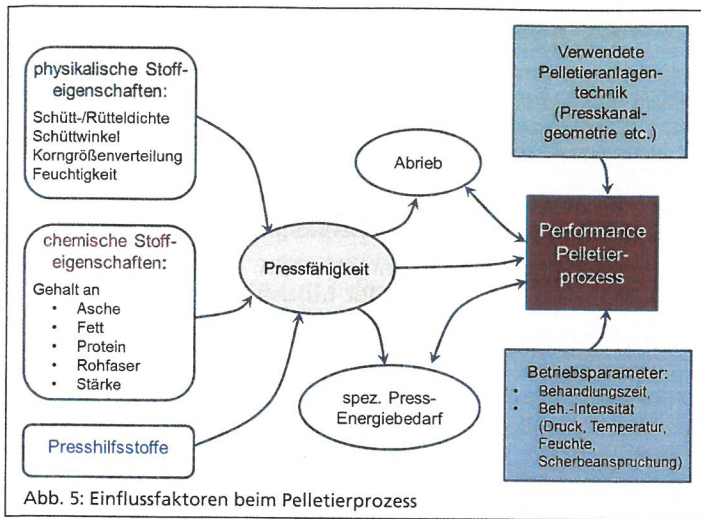 physikalische Stoff-
eigenschaften:
Schütt-/Rütteldichte
Schüttwinkel
Korngrößenverteilung
Feuchtigkeit
chemische Stoff-
eigenschaften:
Gehalt an
• Asche
• Fett
• Protein
• Rohfaser
• Stärke
Presshilfsstoffe
Pressfähigkeit
Abrieb
spez. Press-
Energiebedarf
Verwendete
Pelletieranlagen-
technik
(Presskanal-
geometrie etc.)
Performance
Pelletier-
prozess
Betriebsparameter:
• Behandlungszeit,
• Beh.-Intensität
(Druck, Temperatur,
Feuchte,
Scherbeanspruchung)
Abb. 5: Einflussfaktoren beim Pelletierprozess